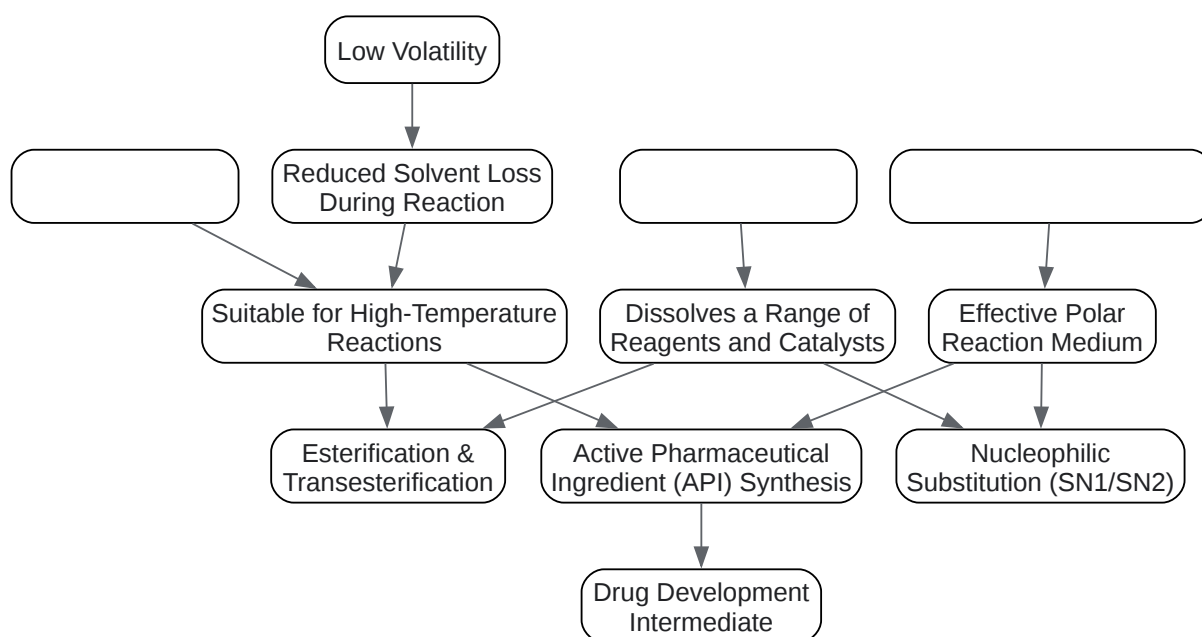 Low Volatility
Reduced Solvent Loss
During Reaction
Suitable for High-Temperature
Reactions
Dissolves a Range of
Reagents and Catalysts
Effective Polar
Reaction Medium
Esterification &
Transesterification
Active Pharmaceutical
Ingredient (API) Synthesis
Nucleophilic
Substitution (SN1/SN2)
Drug Development
Intermediate